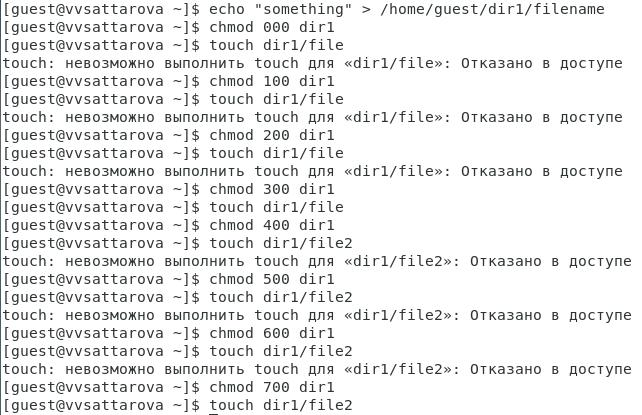 [guest@vvsattarova ~]$ echo "something" > /home/guest/dir1/filename
[guest@vvsattarova ~]$ chmod 000 dir1
[guest@vvsattarova ~]$ touch dir1/file
touch: невозможно выполнить touch для «dir1/file»: Отказано в доступе
[guest@vvsattarova ~]$ chmod 100 dir1
[guest@vvsattarova ~]$ touch dir1/file
touch: невозможно выполнить touch для «dir1/file»: Отказано в доступе
[guest@vvsattarova ~]$ chmod 200 dir1
[guest@vvsattarova ~]$ touch dir1/file
touch: невозможно выполнить touch для «dir1/file»: Отказано в доступе
[guest@vvsattarova ~]$ chmod 300 dir1
[guest@vvsattarova ~]$ touch dir1/file
[guest@vvsattarova ~]$ chmod 400 dir1
[guest@vvsattarova ~]$ touch dir1/file2
touch: невозможно выполнить touch для «dir1/file2»: Отказано в доступе
[guest@vvsattarova ~]$ chmod 500 dir1
[guest@vvsattarova ~]$ touch dir1/file2
touch: невозможно выполнить touch для «dir1/file2»: Отказано в доступе
[guest@vvsattarova ~]$ chmod 600 dir1
[guest@vvsattarova ~]$ touch dir1/file2
touch: невозможно выполнить touch для «dir1/file2»: Отказано в доступе
[guest@vvsattarova ~]$ chmod 700 dir1
[guest@vvsattarova ~]$ touch dir1/file2